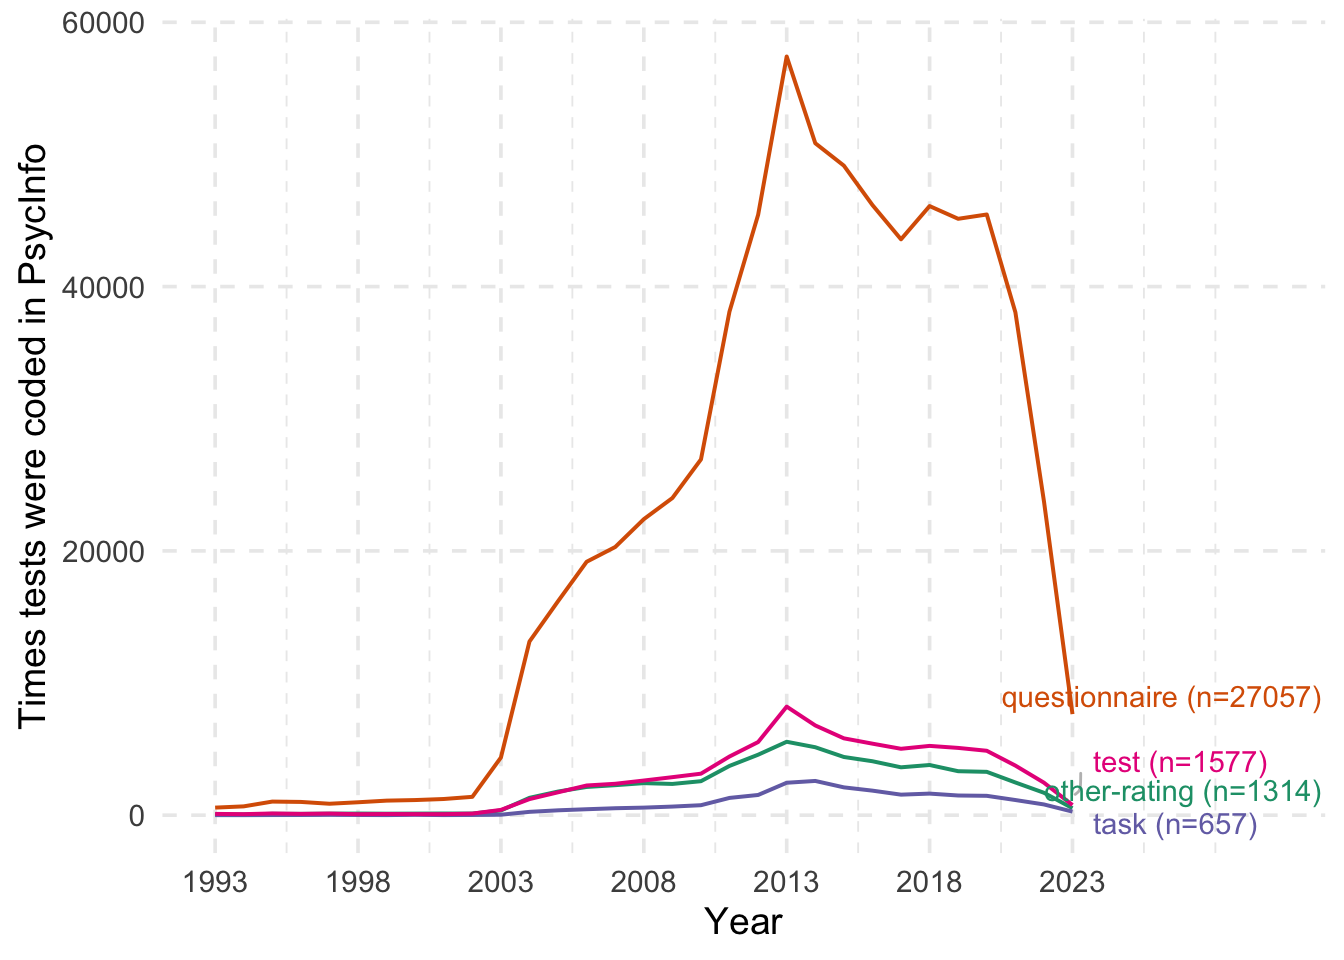 Times tests were coded in PsycInfo
60000
40000
20000
0
questionnaire (n=27057)
test (n=1577)
other-rating (n=1314)
task (n=657)
1993 1998 2003 2008 2013 2018 2023
Year